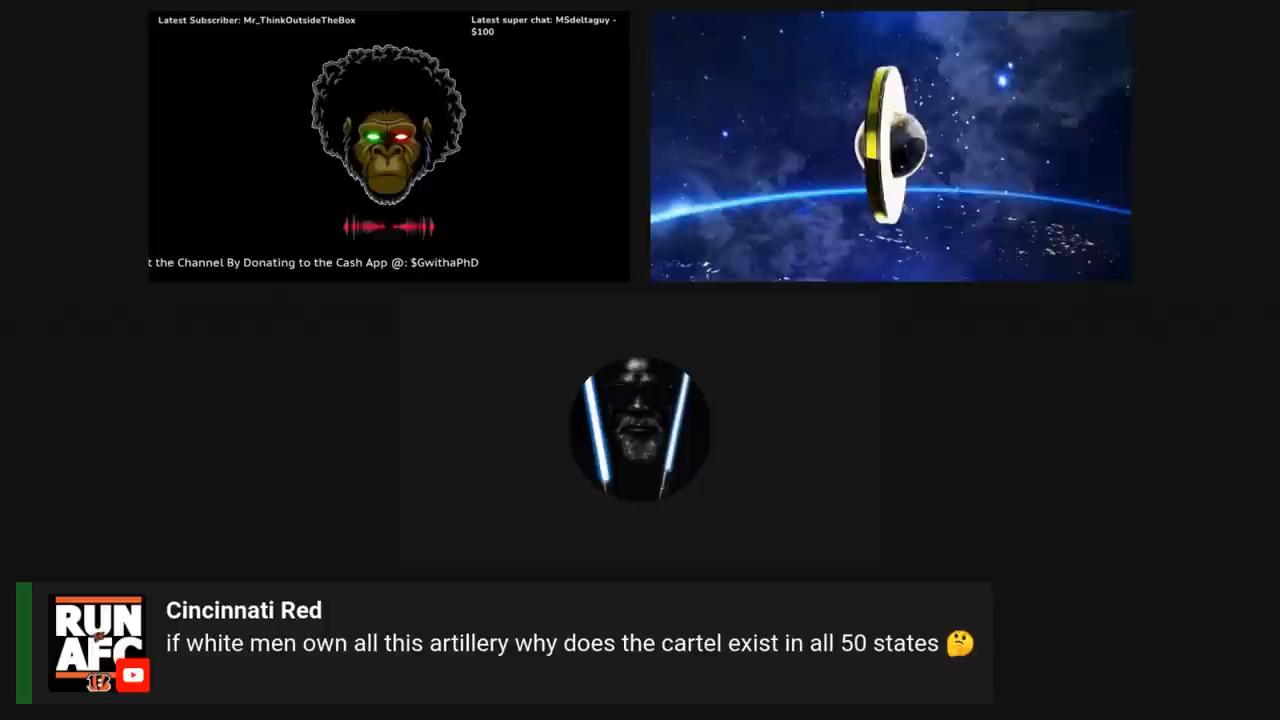 Latest Subscriber: Mr_ThinkOutsideTheBox
Latest super chat: MSdeltaguy -
$100
t the Channel By Donating to the Cash App @: $GwithaPhD
Cincinnati Red
if white men own all this artillery why does the cartel exist in all 50 states 🤔
RUN
AFC